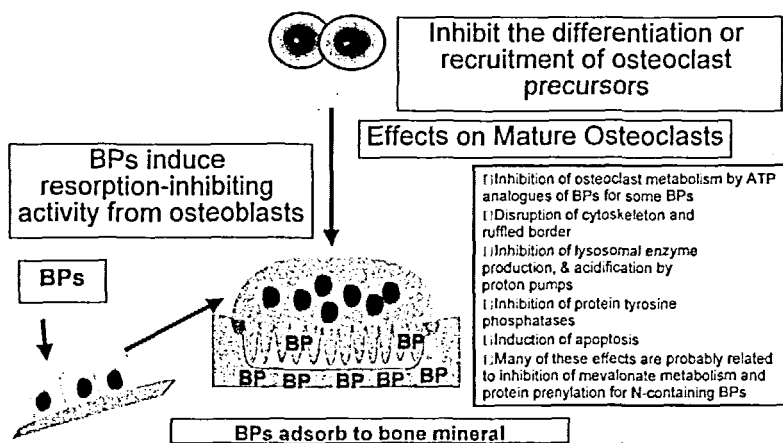 Inhibit the differentiation or
recruitment of osteoclast
precursors
Effects on Mature Osteoclasts
BPs induce
resorption-inhibiting
activity from osteoblasts
Inhibition of osteoclast metabolism by ATP
analogues of BPs for some BPs
Disruption of cytoskeleton and
ruffled border
Inhibition of lysosomal enzyme
production, & acidification by
proton pumps
Inhibition of protein tyrosine
phosphatases
Induction of apoptosis
Many of these effects are probably related
to inhibition of mevalonate metabolism and
protein prenylation for N-containing BPs
BPs
BP BP
BP BP BP BP BP
BPs adsorb to bone mineral